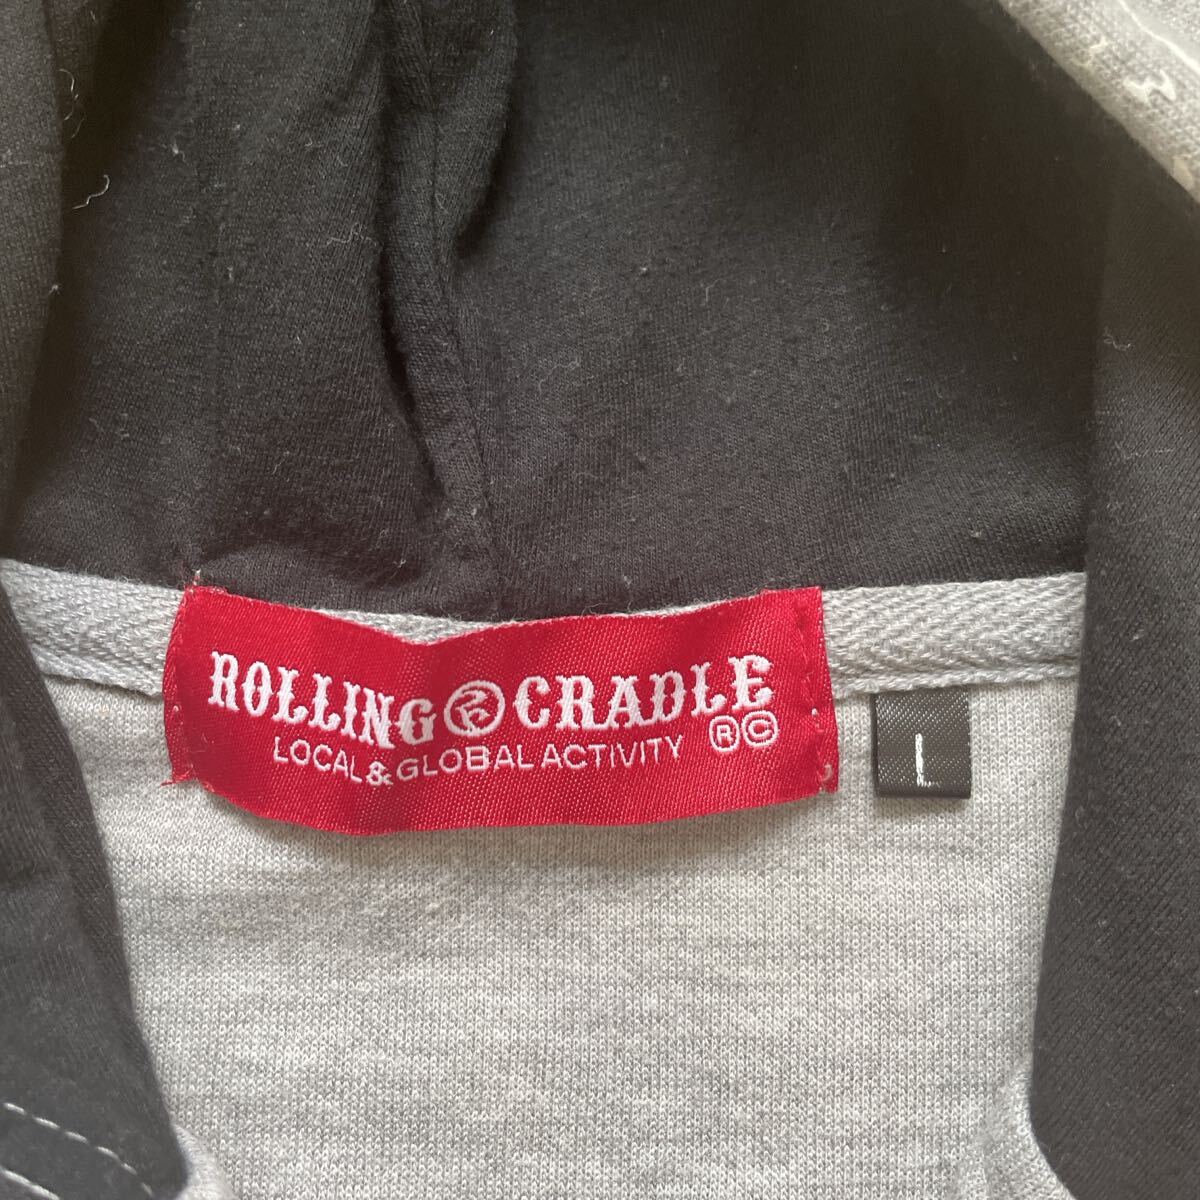 ROLLING CRADLE
LOCAL & GLOBAL ACTIVITY ® ©
L